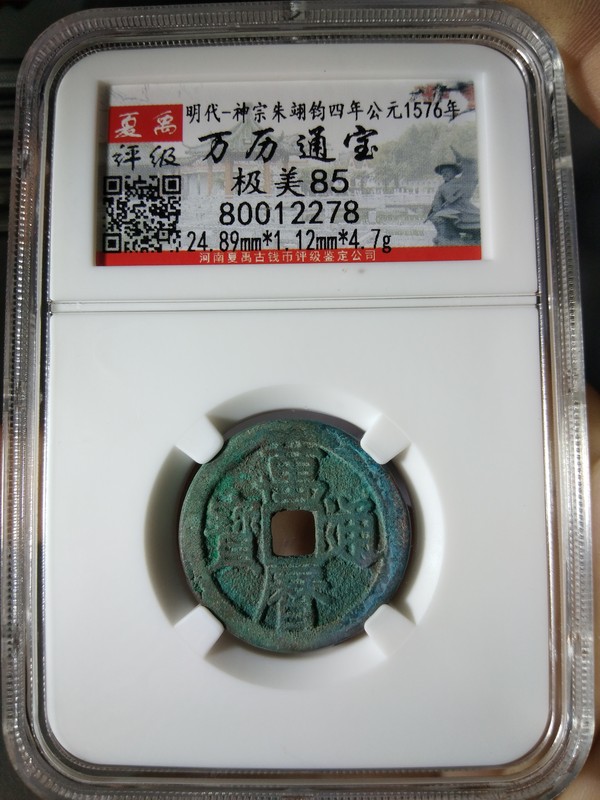 明代-神宗朱翊钧四年公元1576年
夏禹
评级
万历通宝
极美85
80012278
24.89mm*1.12mm*4.7g
河南夏禹古钱币评级鉴定公司
萬曆通寶